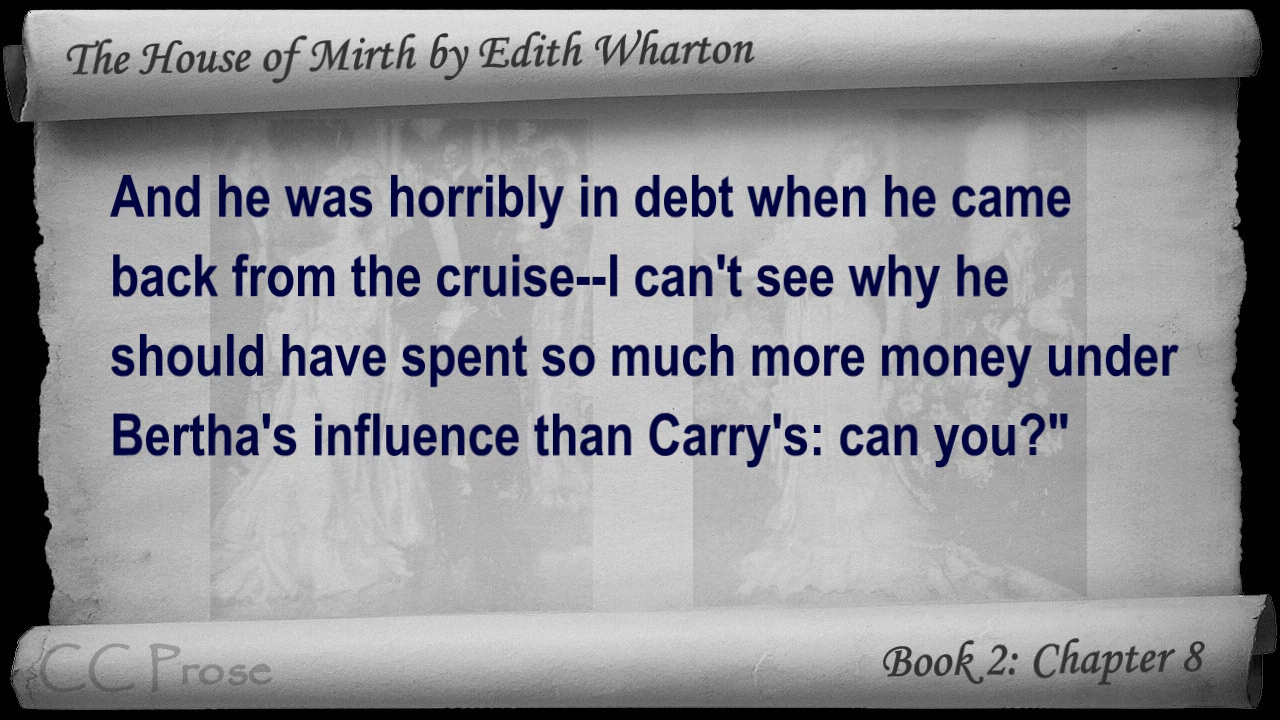 The House of Mirth by Edith Wharton
And he was horribly in debt when he came
back from the cruise--I can't see why he
should have spent so much more money under
Bertha's influence than Carry's: can you?"
CC Prose
Book 2: Chapter 8